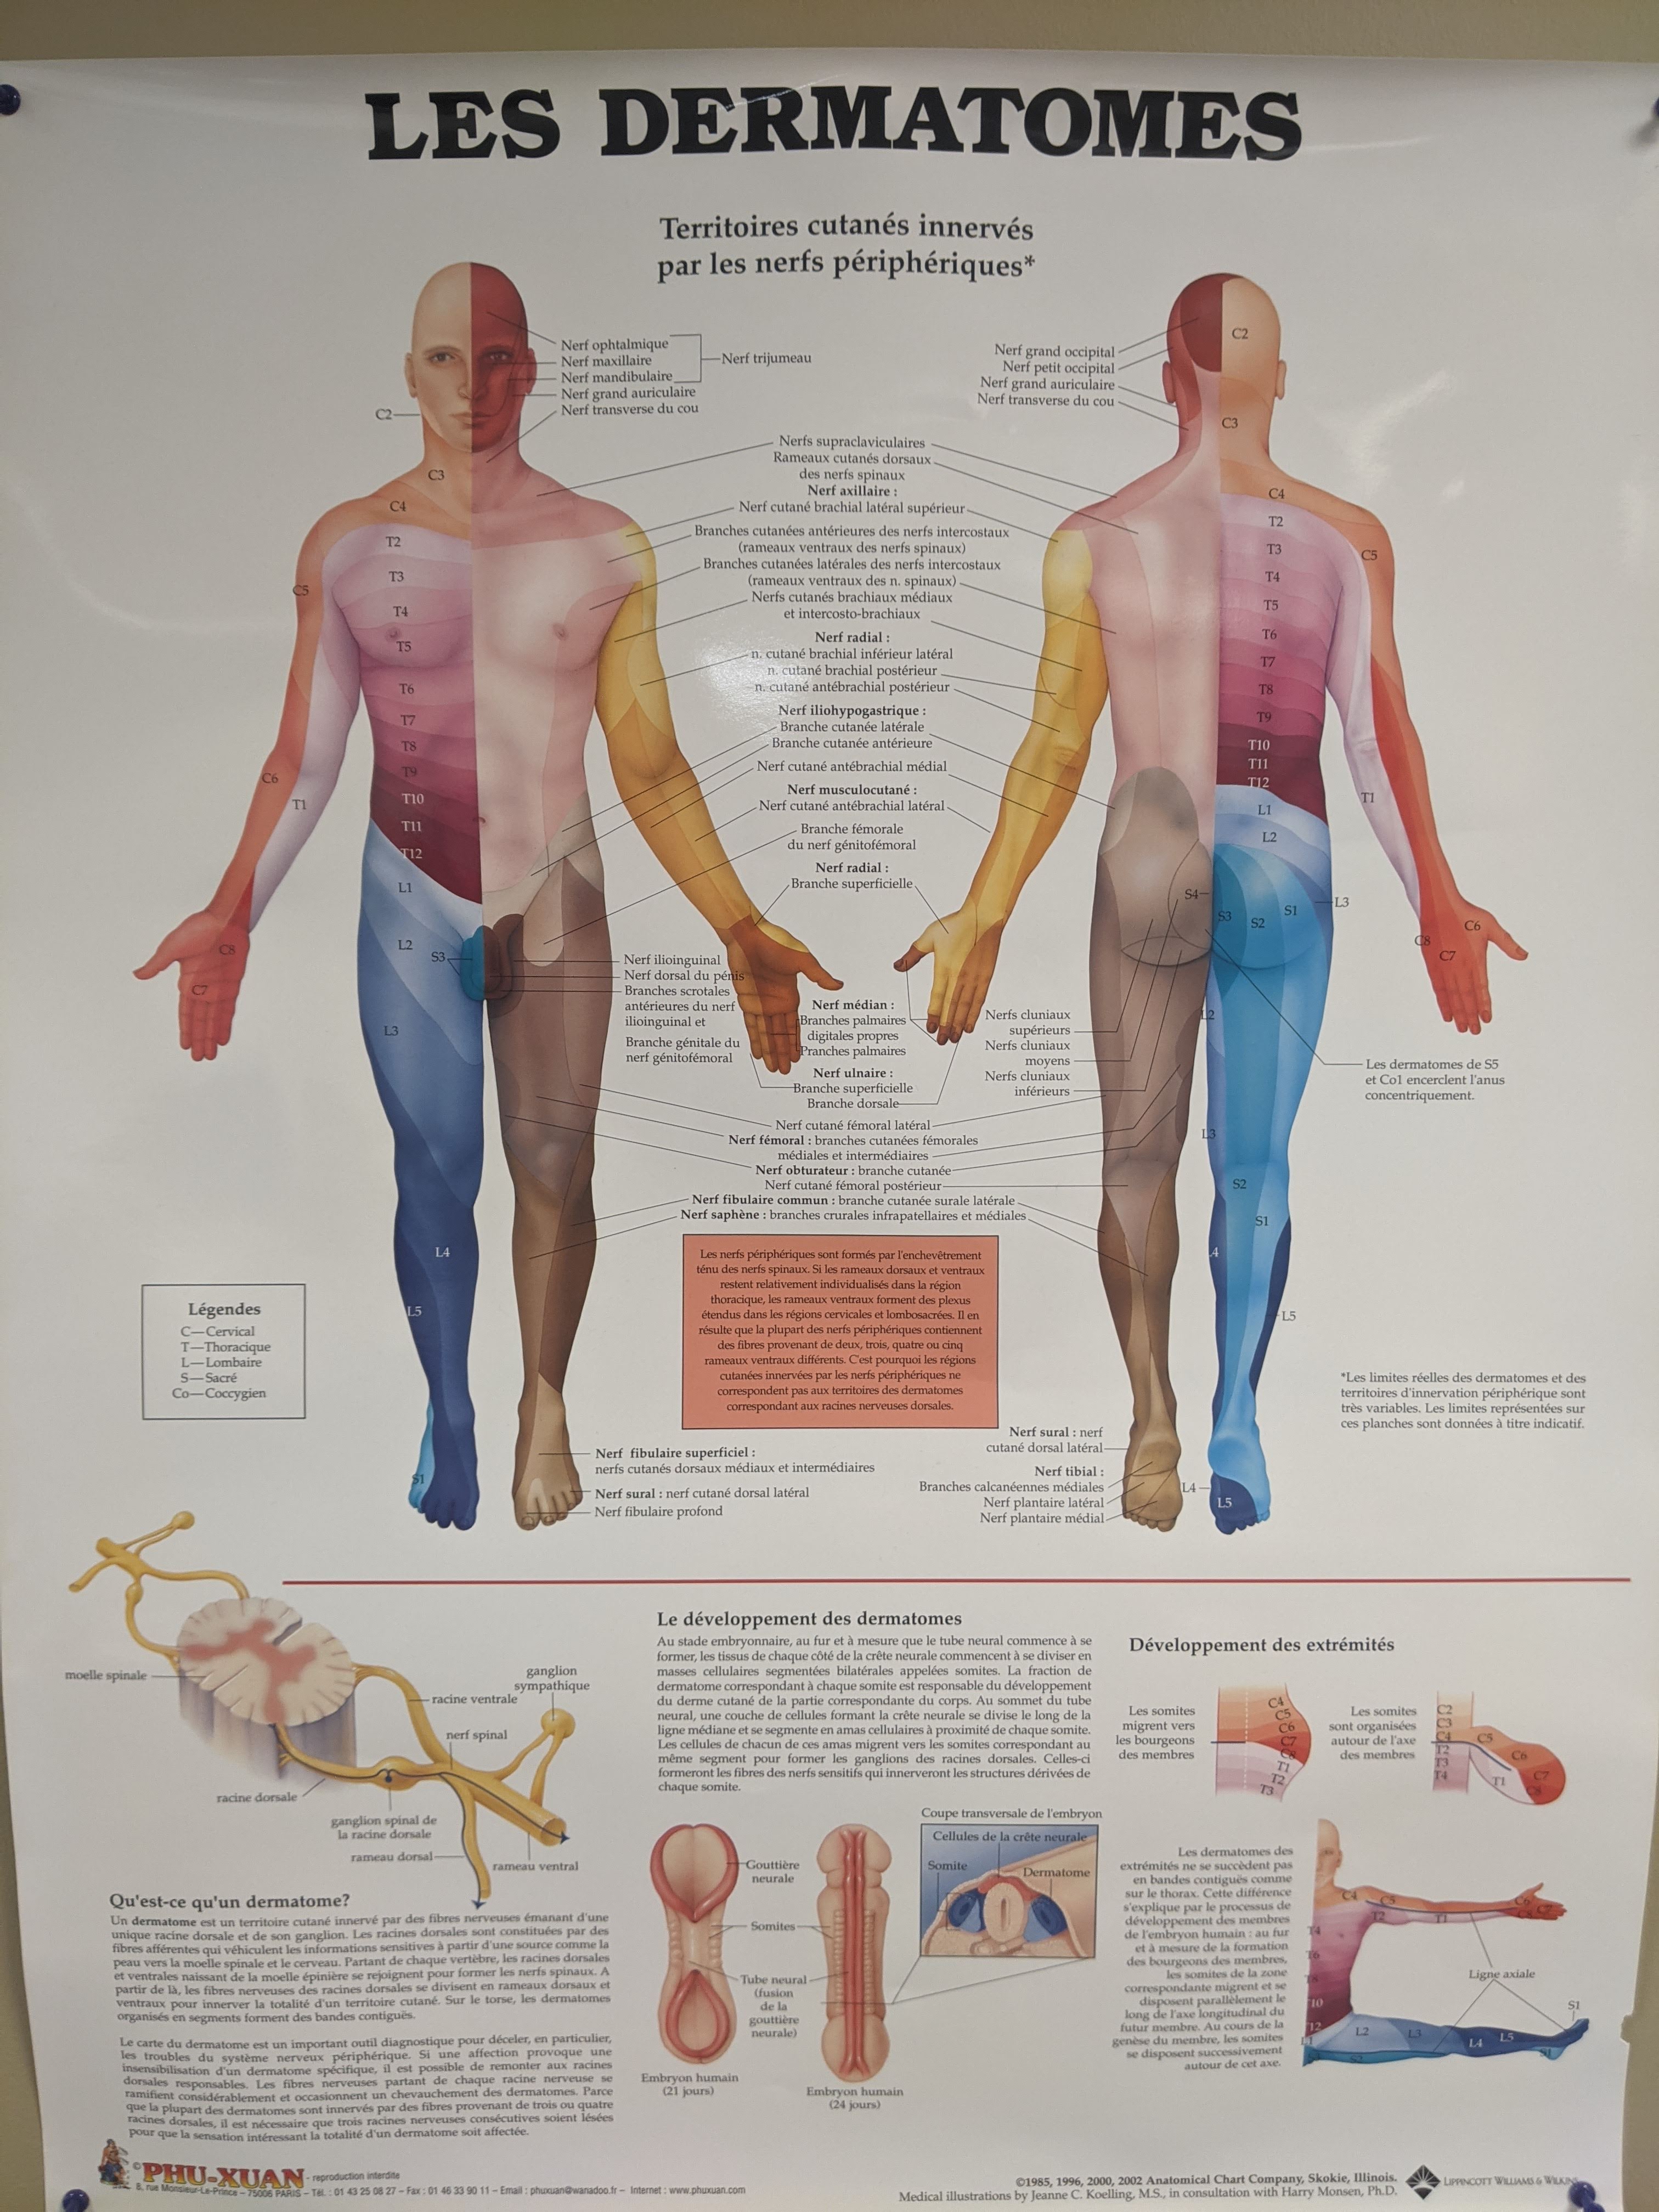 LES DERMATOMES
Territoires cutanés innervés
par les nerfs périphériques*
Nerf ophtalmique
Nerf maxillaire
Nerf mandibulaire
Nerf trijumeau
Nerf grand auriculaire
Nerf transverse du cou
Nerf grand occipital
Nerf petit occipital
Nerf grand auriculaire
Nerf transverse du cou
C2
C3
C4
T2
T3
T4
T5
T6
T7
T8
T9
T10
T11
T12
L1
L2
S3
L3
L4
L5
S1
C5
C6
T1
C8
C7
Nerfs supraclaviculaires
Rameaux cutanés dorsaux
des nerfs spinaux
Nerf axillaire :
Nerf cutané brachial latéral supérieur
Branches cutanées antérieures des nerfs intercostaux
(rameaux ventraux des nerfs spinaux)
Branches cutanées latérales des nerfs intercostaux
(rameaux ventraux des n. spinaux)
Nerfs cutanés brachiaux médiaux
et intercosto-brachiaux
Nerf radial :
n. cutané brachial inférieur latéral
n. cutané brachial postérieur
n. cutané antébrachial postérieur
Nerf iliohypogastrique :
Branche cutanée latérale
Branche cutanée antérieure
Nerf cutané antébrachial médial
Nerf musculocutané :
Nerf cutané antébrachial latéral
Branche fémorale
du nerf génitofémoral
Nerf radial :
Branche superficielle
C2
C3
C4
T2
T3
T4
T5
T6
T7
T8
T9
T10
T11
T12
L1
L2
S4
S3
S2
S1
L3
C5
T1
C6
C8
C7
L2
L3
S2
S1
L4
L5
L4
L5
Nerf ilioinguinal
Nerf dorsal du pénis
Branches scrotales
antérieures du nerf
ilioinguinal et
Branche génitale du
nerf génitofémoral
Nerf médian :
Branches palmaires
digitales propres
Branches palmaires
Nerf ulnaire :
Branche superficielle
Branche dorsale
Nerfs cluniaux
supérieurs
Nerfs cluniaux
moyens
Nerfs cluniaux
inférieurs
Les dermatomes de S5
et Co1 encerclent l'anus
concentriquement.
Nerf cutané fémoral latéral
Nerf fémoral : branches cutanées fémorales
médiales et intermédiaires
Nerf obturateur : branche cutanée
Nerf cutané fémoral postérieur
Nerf fibulaire commun : branche cutanée surale latérale
Nerf saphène : branches crurales infrapatellaires et médiales
Les nerfs périphériques sont formés par l'enchevêtrement
ténu des nerfs spinaux. Si les rameaux dorsaux et ventraux
restent relativement individualisés dans la région
thoracique, les rameaux ventraux forment des plexus
étendus dans les régions cervicales et lombosacrées. Il en
résulte que la plupart des nerfs périphériques contiennent
des fibres provenant de deux, trois, quatre ou cinq
rameaux ventraux différents. C'est pourquoi les régions
cutanées innervées par les nerfs périphériques ne
correspondent pas aux territoires des dermatomes
correspondant aux racines nerveuses dorsales.
Légendes
C—Cervical
T—Thoracique
L—Lombaire
S—Sacré
Co—Coccygien
*Les limites réelles des dermatomes et des
territoires d'innervation périphérique sont
très variables. Les limites représentées sur
ces planches sont données à titre indicatif.
Nerf fibulaire superficiel :
nerfs cutanés dorsaux médiaux et intermédiaires
Nerf sural : nerf cutané dorsal latéral
Nerf fibulaire profond
Nerf sural : nerf
cutané dorsal latéral
Nerf tibial :
Branches calcanéennes médiales
Nerf plantaire latéral
Nerf plantaire médial
moelle spinale
racine ventrale
ganglion
sympathique
nerf spinal
racine dorsale
ganglion spinal de
la racine dorsale
rameau dorsal
rameau ventral
Qu'est-ce qu'un dermatome?
Un dermatome est un territoire cutané innervé par des fibres nerveuses émanant d'une
unique racine dorsale et de son ganglion. Les racines dorsales sont constituées par des
fibres afférentes qui véhiculent les informations sensitives à partir d'une source comme la
peau vers la moelle spinale et le cerveau. Partant de chaque vertèbre, les racines dorsales
et ventrales naissant de la moelle épinière se rejoignent pour former les nerfs spinaux. A
partir de là, les fibres nerveuses des racines dorsales se divisent en rameaux dorsaux et
ventraux pour innerver la totalité d'un territoire cutané. Sur le torse, les dermatomes
organisés en segments forment des bandes contiguës.
Le carte du dermatome est un important outil diagnostique pour déceler, en particulier,
les troubles du système nerveux périphérique. Si une affection provoque une
insensibilisation d'un dermatome spécifique, il est possible de remonter aux racines
dorsales responsables. Les fibres nerveuses partant de chaque racine nerveuse se
ramifient considérablement et occasionnent un chevauchement des dermatomes. Parce
que la plupart des dermatomes sont innervés par des fibres provenant de trois ou quatre
racines dorsales, il est nécessaire que trois racines nerveuses consécutives soient lésées
pour que la sensation intéressant la totalité d'un dermatome soit affectée.
Le développement des dermatomes
Au stade embryonnaire, au fur et à mesure que le tube neural commence à se
former, les tissus de chaque côté de la crête neurale commencent à se diviser en
masses cellulaires segmentées bilatérales appelées somites. La fraction de
dermatome correspondant à chaque somite est responsable du développement
du derme cutané de la partie correspondante du corps. Au sommet du tube
neural, une couche de cellules formant la crête neurale se divise le long de la
ligne médiane et se segmente en amas cellulaires à proximité de chaque somite.
Les cellules de chacun de ces amas migrent vers les somites correspondant au
même segment pour former les ganglions des racines dorsales. Celles-ci
formeront les fibres des nerfs sensitifs qui innerveront les structures dérivées de
chaque somite.
Gouttière
neurale
Somites
Tube neural
(fusion
de la
gouttière
neurale)
Embryon humain
(21 jours)
Embryon humain
(24 jours)
Coupe transversale de l'embryon
Cellules de la crête neurale
Somite
Dermatome
Développement des extrémités
Les somites
migrent vers
les bourgeons
des membres
C4
C5
C6
C7
C8
T1
T2
T3
Les somites
sont organisées
autour de l'axe
des membres
C2
C3
C4
T2
T3
T4
C5
C6
C7
C8
T1
Les dermatomes des
extrémités ne se succèdent pas
en bandes contiguës comme
sur le thorax. Cette différence
s'explique par le processus de
développement des membres
de l'embryon humain : au fur
et à mesure de la formation
des bourgeons des membres,
les somites de la zone
correspondante migrent et se
disposent parallèlement le
long de l'axe longitudinal du
futur membre. Au cours de la
genèse du membre, les somites
se disposent successivement
autour de cet axe.
C4
C5
C6
C7
T2
T1
T4
T6
T8
T10
T12
Ligne axiale
S1
L1
L2
L3
L4
L5
S2
S1
©PHU-XUAN - reproduction interdite
8, rue Monsieur-Le-Prince – 75006 PARIS – Tél. : 01 43 25 08 27 – Fax : 01 46 33 90 11 – Email : phuxuan@wanadoo.fr – Internet : www.phuxuan.com
©1985, 1996, 2000, 2002 Anatomical Chart Company, Skokie, Illinois.
Medical illustrations by Jeanne C. Koelling, M.S., in consultation with Harry Monsen, Ph.D.
LIPPINCOTT WILLIAMS & WILKINS